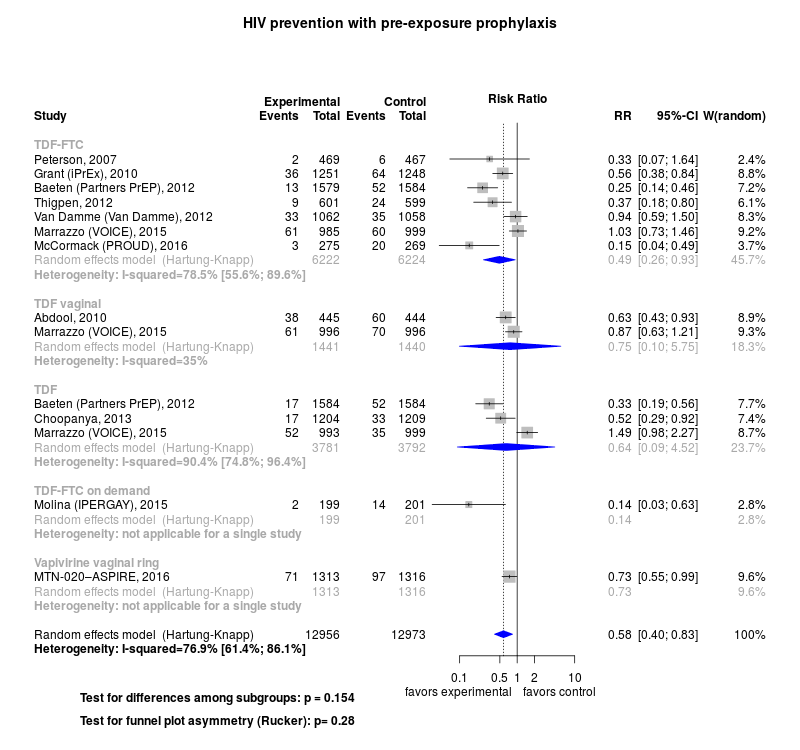 HIV prevention with pre-exposure prophylaxis
Experimental Control Risk Ratio
Study Events Total Events Total RR 95%-CI W(random)
TDF-FTC
Peterson, 2007 2 469 6 467 0.33 [0.07; 1.64] 2.4%
Grant (iPrEx), 2010 36 1251 64 1248 0.56 [0.38; 0.84] 8.8%
Baeten (Partners PrEP), 2012 13 1579 52 1584 0.25 [0.14; 0.46] 7.2%
Thigpen, 2012 9 601 24 599 0.37 [0.18; 0.80] 6.1%
Van Damme (Van Damme), 2012 33 1062 35 1058 0.94 [0.59; 1.50] 8.3%
Marrazzo (VOICE), 2015 61 985 60 999 1.03 [0.73; 1.46] 9.2%
McCormack (PROUD), 2016 3 275 20 269 0.15 [0.04; 0.49] 3.7%
Random effects model (Hartung-Knapp) 6222 6224 0.49 [0.26; 0.93] 45.7%
Heterogeneity: I-squared=78.5% [55.6%; 89.6%]
TDF vaginal
Abdool, 2010 38 445 60 444 0.63 [0.43; 0.93] 8.9%
Marrazzo (VOICE), 2015 61 996 70 996 0.87 [0.63; 1.21] 9.3%
Random effects model (Hartung-Knapp) 1441 1440 0.75 [0.10; 5.75] 18.3%
Heterogeneity: I-squared=35%
TDF
Baeten (Partners PrEP), 2012 17 1584 52 1584 0.33 [0.19; 0.56] 7.7%
Choopanya, 2013 17 1204 33 1209 0.52 [0.29; 0.92] 7.4%
Marrazzo (VOICE), 2015 52 993 35 999 1.49 [0.98; 2.27] 8.7%
Random effects model (Hartung-Knapp) 3781 3792 0.64 [0.09; 4.52] 23.7%
Heterogeneity: I-squared=90.4% [74.8%; 96.4%]
TDF-FTC on demand
Molina (IPERGAY), 2015 2 199 14 201 0.14 [0.03; 0.63] 2.8%
Random effects model (Hartung-Knapp) 199 201 0.14 2.8%
Heterogeneity: not applicable for a single study
Vapivirine vaginal ring
MTN-020–ASPIRE, 2016 71 1313 97 1316 0.73 [0.55; 0.99] 9.6%
Random effects model (Hartung-Knapp) 1313 1316 0.73 9.6%
Heterogeneity: not applicable for a single study
Random effects model (Hartung-Knapp) 12956 12973 0.58 [0.40; 0.83] 100%
Heterogeneity: I-squared=76.9% [61.4%; 86.1%]
0.1 0.5 1 2 10
favors experimental favors control
Test for differences among subgroups: p = 0.154
Test for funnel plot asymmetry (Rucker): p= 0.28